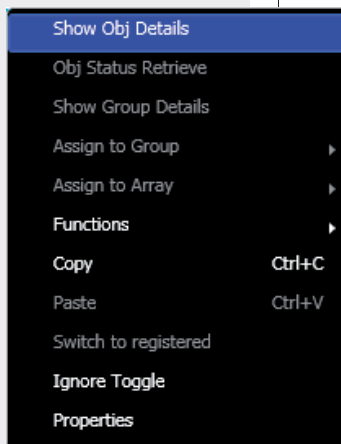 Show Obj Details
Obj Status Retrieve
Show Group Details
Assign to Group
Assign to Array
Functions
Copy Ctrl+C
Paste Ctrl+V
Switch to registered
Ignore Toggle
Properties